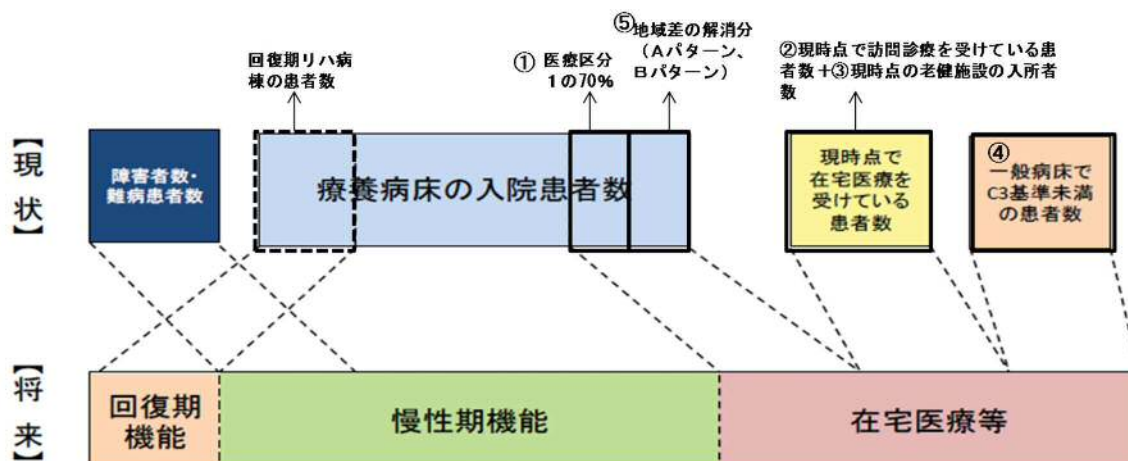 ⑤地域差の解消分
(Aパターン、
Bパターン)
回復期リハ病
棟の患者数
① 医療区分
1の70%
②現時点で訪問診療を受けている患
者数+③現時点の老健施設の入所者
数
【現状】
障害者数・
難病患者数
療養病床の入院患者数
現時点で
在宅医療を
受けている
患者数
④
一般病床で
C3基準未満
の患者数
【将来】
回復期
機能
慢性期機能
在宅医療等